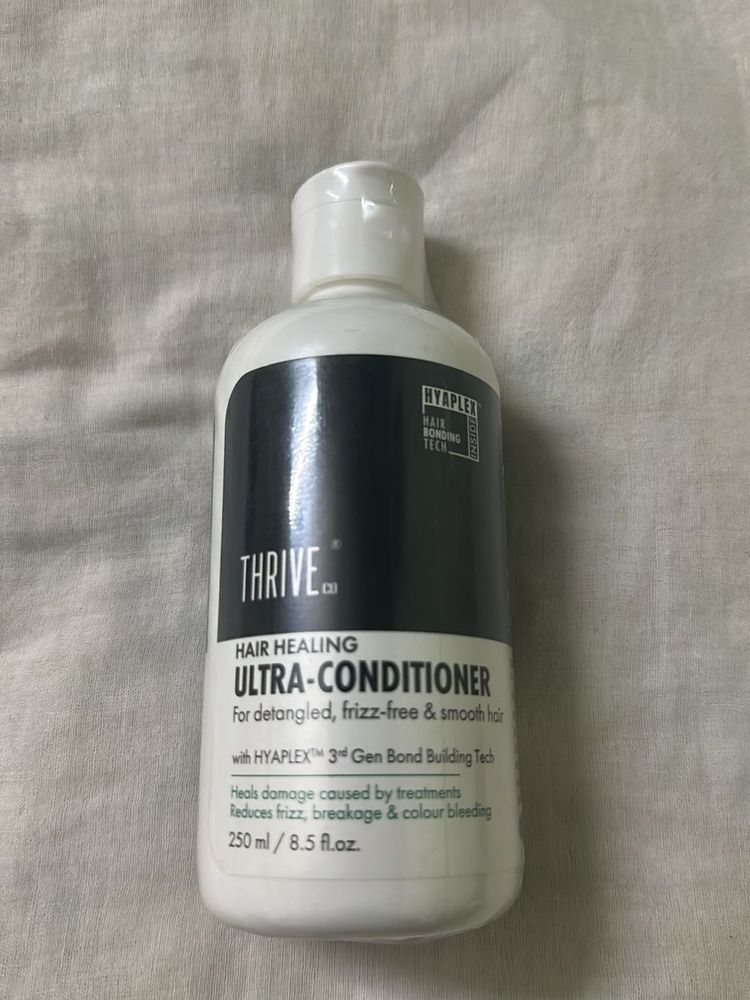 HYAPLEX™
HAIR
BONDING
TECH
INSIDE
THRIVE®
CO
HAIR HEALING
ULTRA-CONDITIONER
For detangled, frizz-free & smooth hair
with HYAPLEX™ 3rd Gen Bond Building Tech
Heals damage caused by treatments
Reduces frizz, breakage & colour bleeding
250 ml / 8.5 fl.oz.